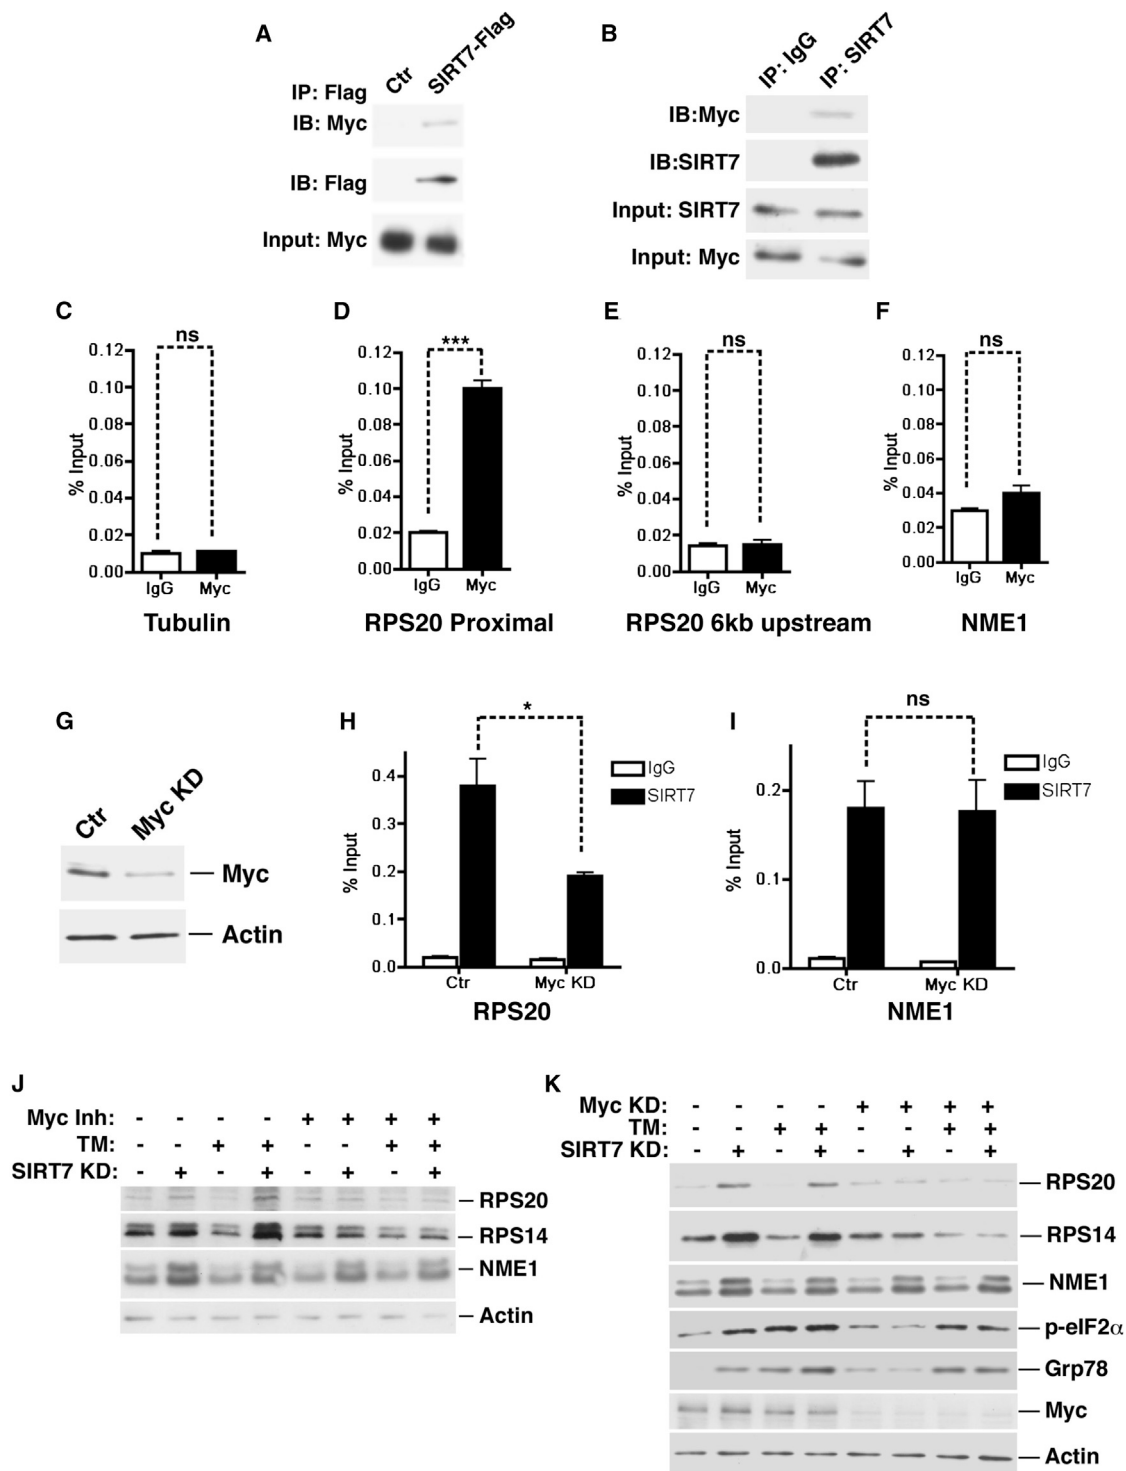 A
IP: Flag
Ctr
SIRT7-Flag
IB: Myc
IB: Flag
Input: Myc
B
IP: IgG
IP: SIRT7
IB:Myc
IB:SIRT7
Input: SIRT7
Input: Myc
C
ns
% Input
0.12
0.10
0.08
0.06
0.04
0.02
0.00
IgG Myc
Tubulin
D
***
% Input
0.12
0.10
0.08
0.06
0.04
0.02
0.00
IgG Myc
RPS20 Proximal
E
ns
% Input
0.12
0.10
0.08
0.06
0.04
0.02
0.00
IgG Myc
RPS20 6kb upstream
F
ns
% Input
0.12
0.10
0.08
0.06
0.04
0.02
0.00
IgG Myc
NME1
G
Ctr
Myc KD
Myc
Actin
H
*
% Input
0.4
0.3
0.2
0.1
0.0
IgG
SIRT7
Ctr Myc KD
RPS20
I
ns
% Input
0.2
0.1
0.0
IgG
SIRT7
Ctr Myc KD
NME1
J
Myc Inh: - - - - + + + +
TM: - - + + - - + +
SIRT7 KD: - + - + - + - +
RPS20
RPS14
NME1
Actin
K
Myc KD: - - - - + + + +
TM: - - + + - - + +
SIRT7 KD: - + - + - + - +
RPS20
RPS14
NME1
p-eIF2α
Grp78
Myc
Actin